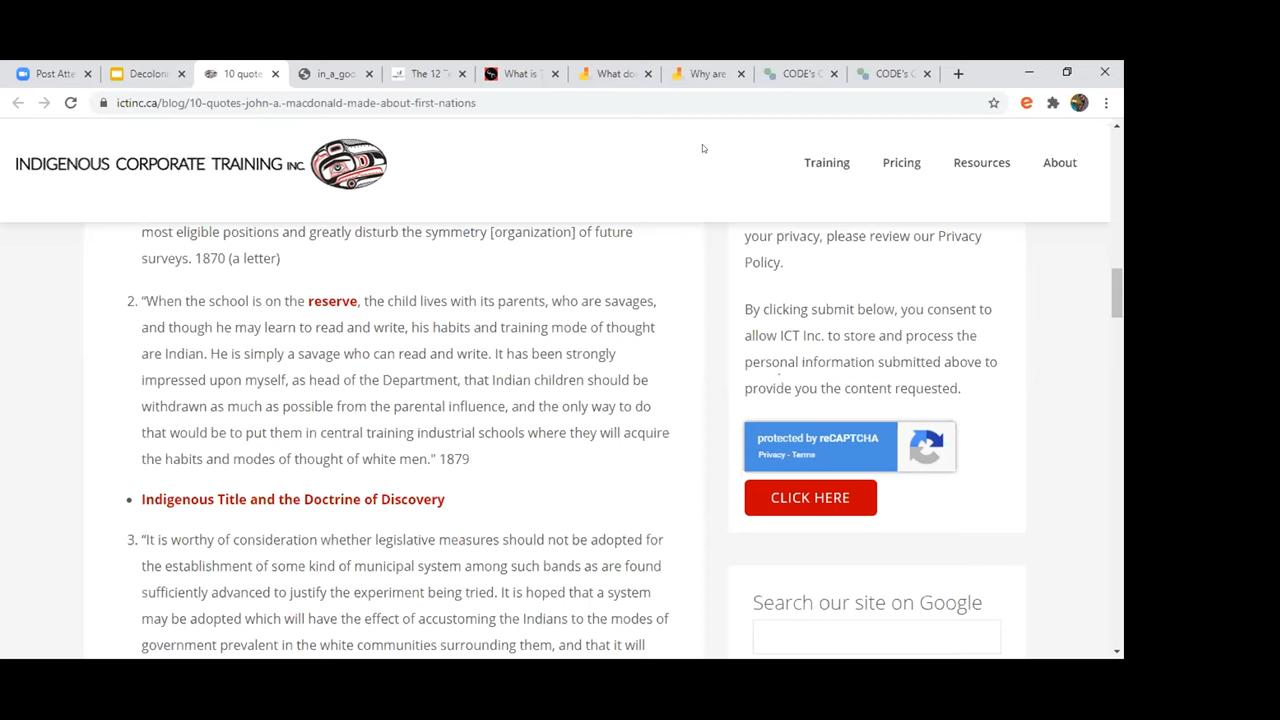 Post Atte
Decolon
10 quote
in_a_goo
The 12 T
What is T
What do
Why are
CODE's C
CODE's C
ictinc.ca/blog/10-quotes-john-a.-macdonald-made-about-first-nations
INDIGENOUS CORPORATE TRAINING INC.
Training
Pricing
Resources
About
most eligible positions and greatly disturb the symmetry [organization] of future
surveys. 1870 (a letter)
2. “When the school is on the reserve, the child lives with its parents, who are savages,
and though he may learn to read and write, his habits and training mode of thought
are Indian. He is simply a savage who can read and write. It has been strongly
impressed upon myself, as head of the Department, that Indian children should be
withdrawn as much as possible from the parental influence, and the only way to do
that would be to put them in central training industrial schools where they will acquire
the habits and modes of thought of white men." 1879
• Indigenous Title and the Doctrine of Discovery
3. “It is worthy of consideration whether legislative measures should not be adopted for
the establishment of some kind of municipal system among such bands as are found
sufficiently advanced to justify the experiment being tried. It is hoped that a system
may be adopted which will have the effect of accustoming the Indians to the modes of
government prevalent in the white communities surrounding them, and that it will
your privacy, please review our Privacy
Policy.
By clicking submit below, you consent to
allow ICT Inc. to store and process the
personal information submitted above to
provide you the content requested.
protected by reCAPTCHA
Privacy - Terms
CLICK HERE
Search our site on Google